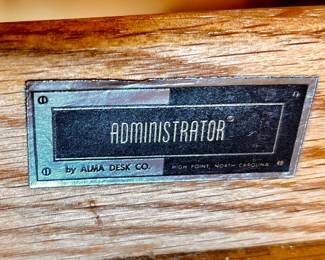 ADMINISTRATOR®
by ALMA DESK CO. HIGH POINT, NORTH CAROLINA